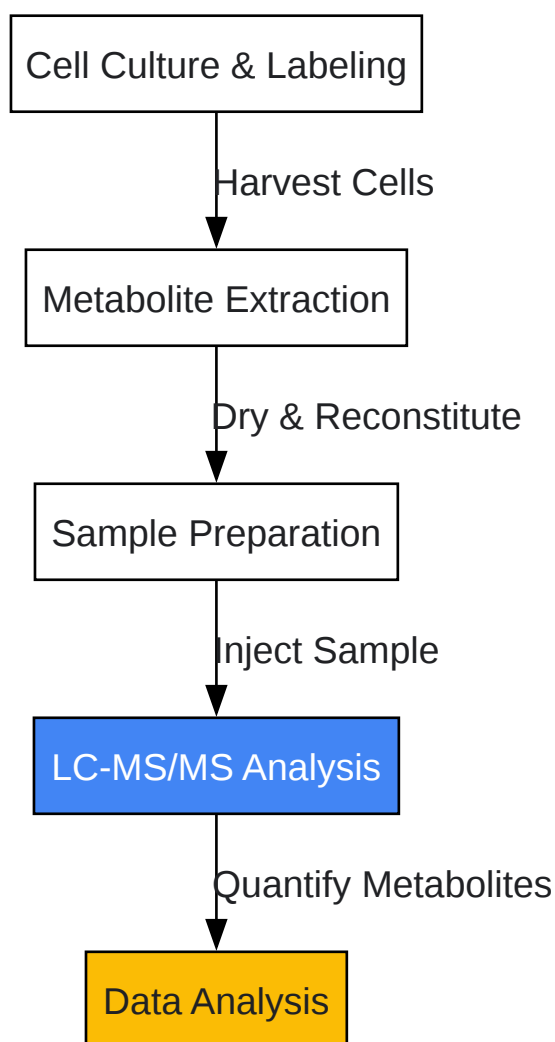 Cell Culture & Labeling
Harvest Cells
Metabolite Extraction
Dry & Reconstitute
Sample Preparation
Inject Sample
LC-MS/MS Analysis
Quantify Metabolites
Data Analysis